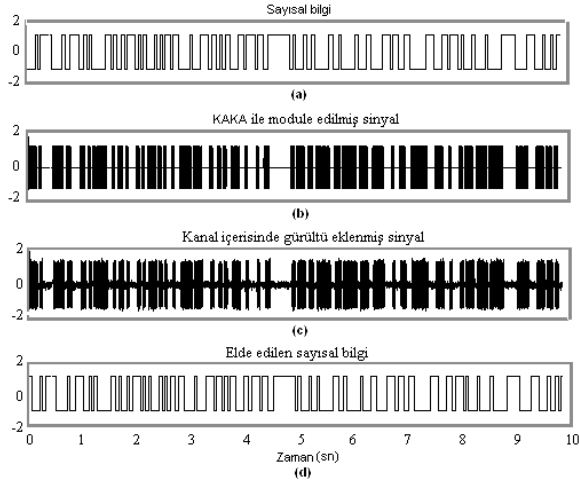 Sayısal bilgi
2
0
-2
(a)
KAKA ile module edilmiş sinyal
2
0
-2
(b)
Kanal içerisinde gürültü eklenmiş sinyal
2
0
-2
(c)
Elde edilen sayısal bilgi
2
0
-2
0 1 2 3 4 5 6 7 8 9 10
Zaman (sn)
(d)